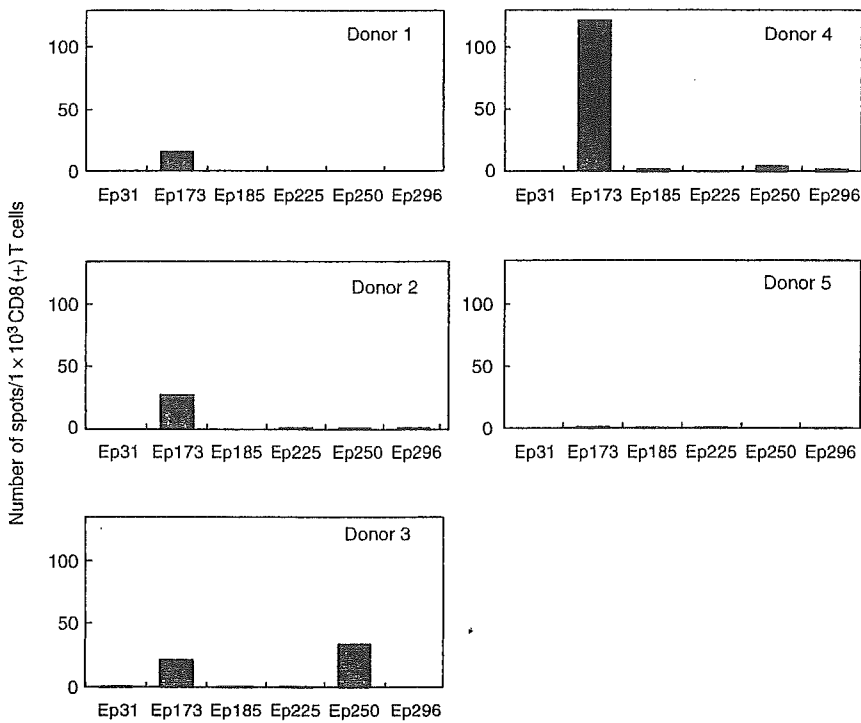 Number of spots/1 × 10³ CD8 (+) T cells
Donor 1
100
50
0
Ep31 Ep173 Ep185 Ep225 Ep250 Ep296
Donor 4
100
50
0
Ep31 Ep173 Ep185 Ep225 Ep250 Ep296
Donor 2
100
50
0
Ep31 Ep173 Ep185 Ep225 Ep250 Ep296
Donor 5
100
50
0
Ep31 Ep173 Ep185 Ep225 Ep250 Ep296
Donor 3
100
50
0
Ep31 Ep173 Ep185 Ep225 Ep250 Ep296